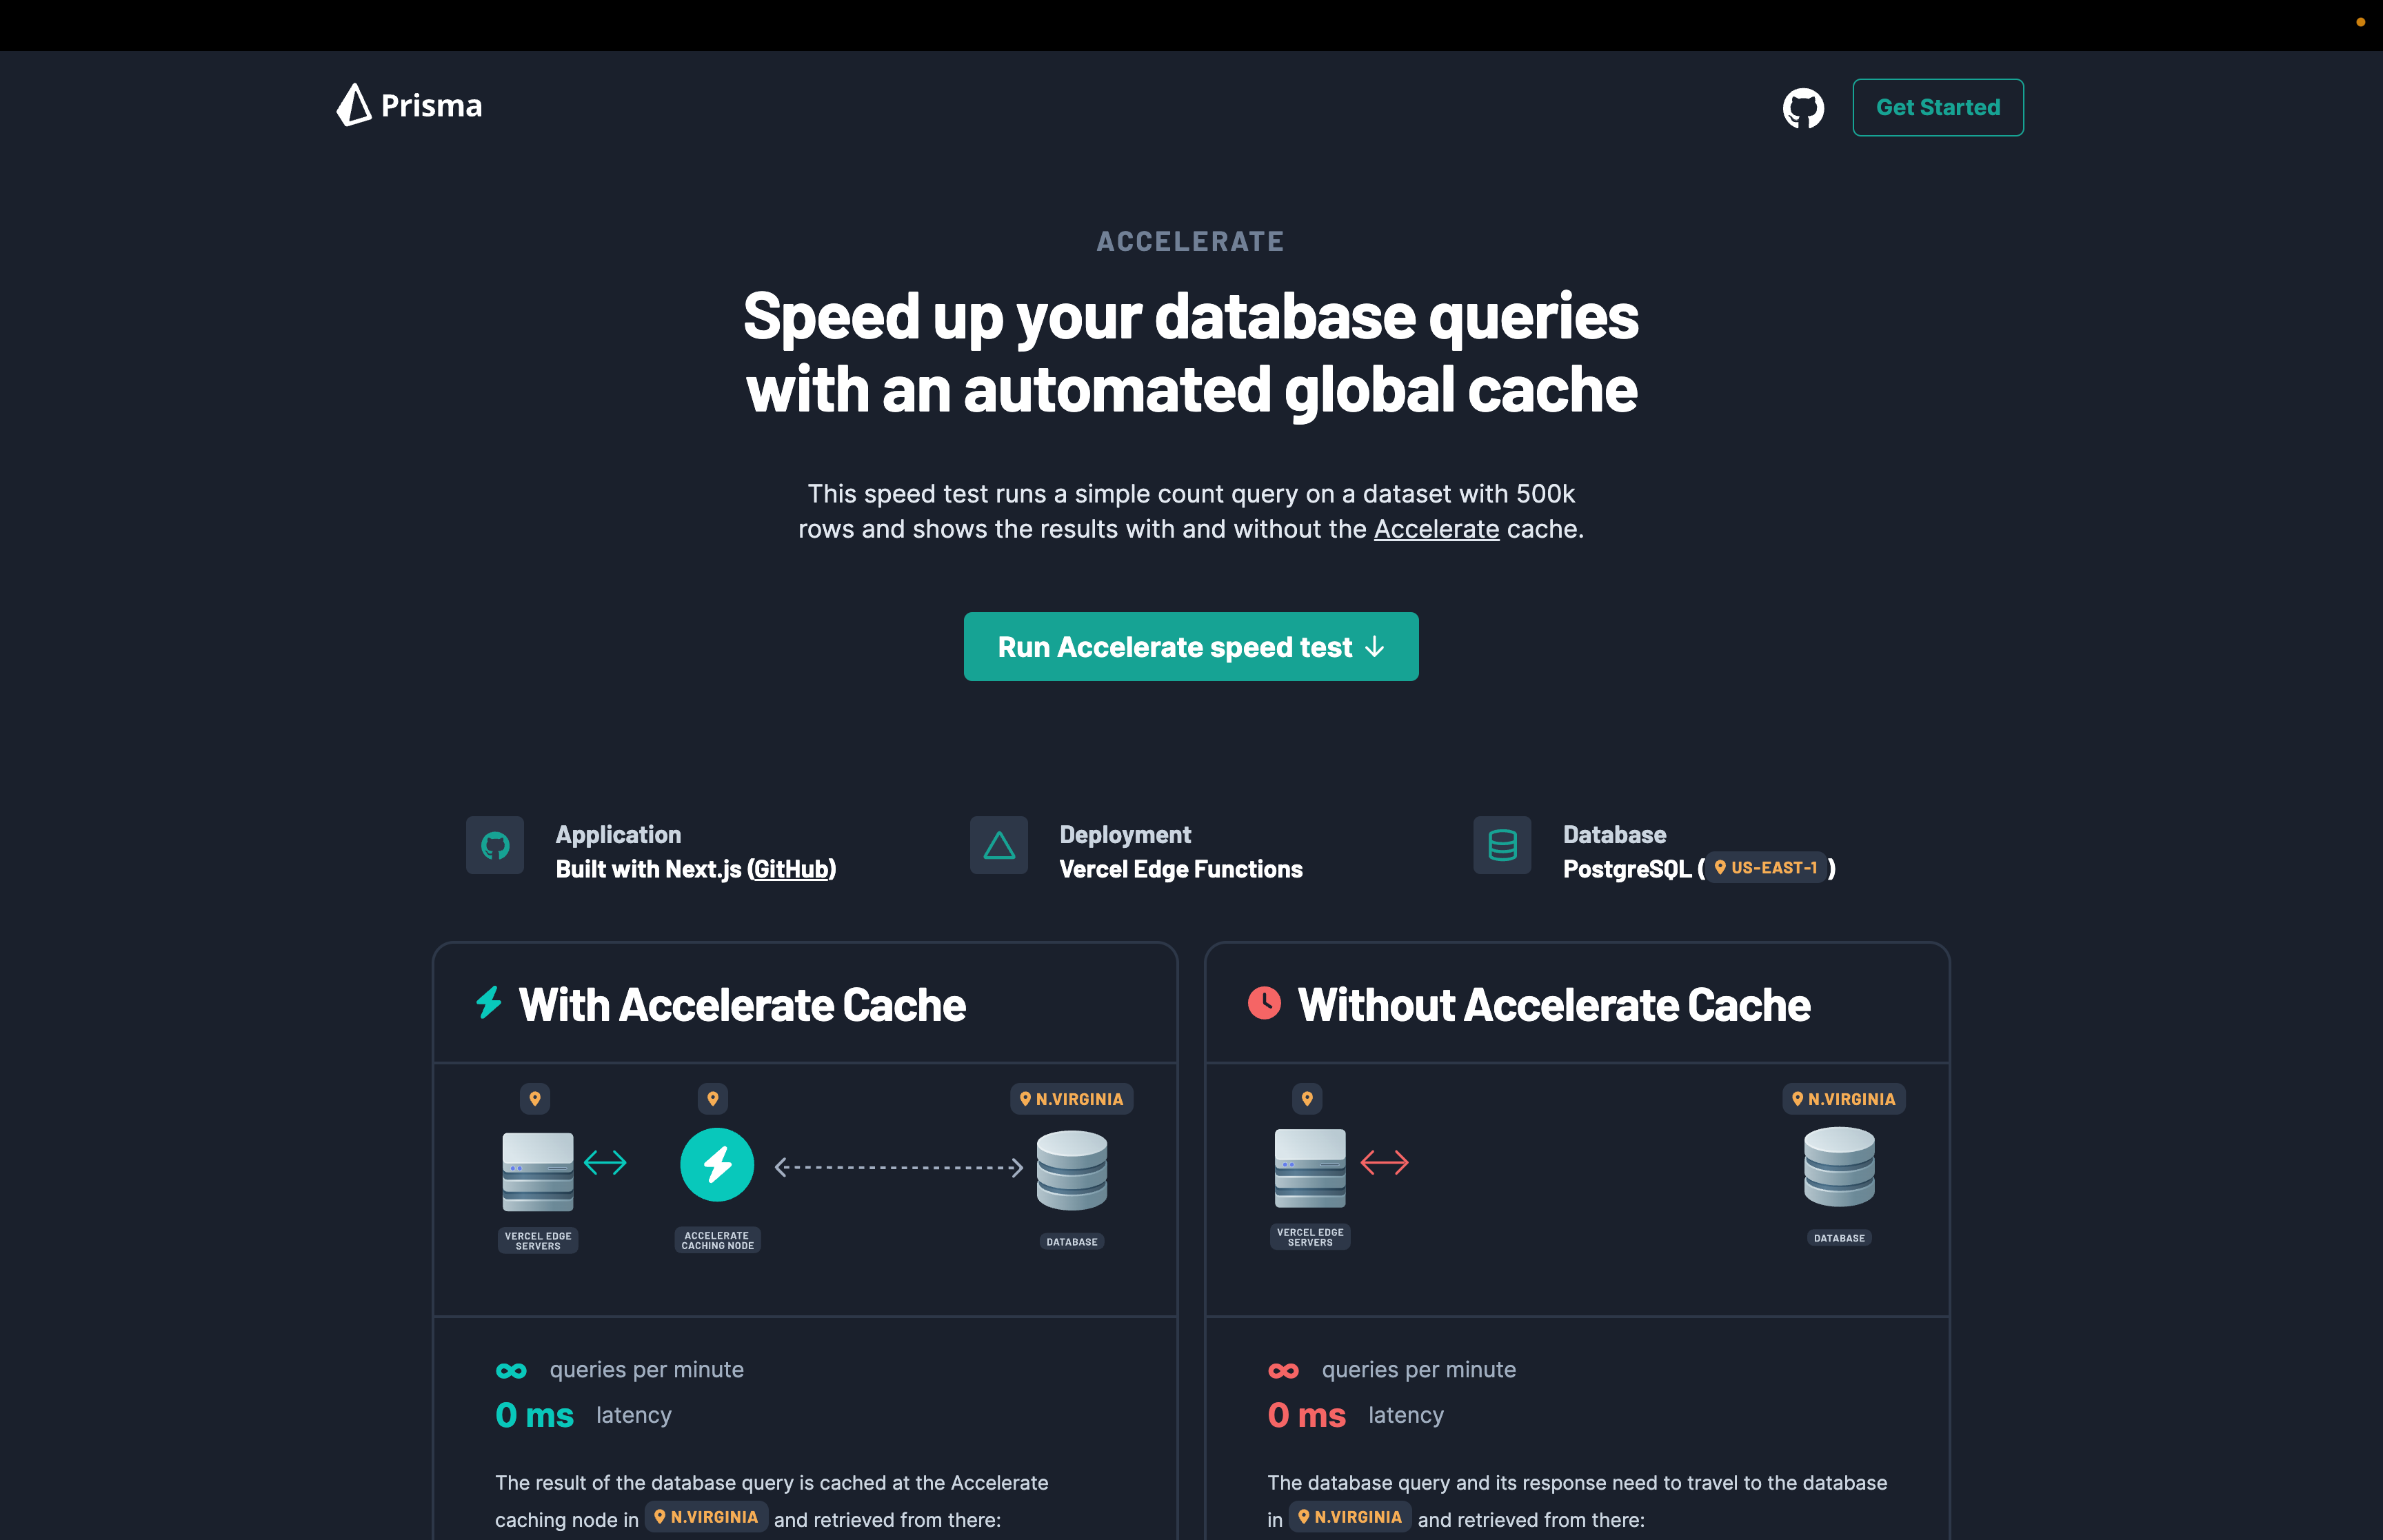 Prisma
Get Started
ACCELERATE
Speed up your database queries
with an automated global cache
This speed test runs a simple count query on a dataset with 500k
rows and shows the results with and without the Accelerate cache.
Run Accelerate speed test ↓
Application
Built with Next.js (GitHub)
Deployment
Vercel Edge Functions
Database
PostgreSQL ( US-EAST-1 )
With Accelerate Cache
N.VIRGINIA
VERCEL EDGE
SERVERS
ACCELERATE
CACHING NODE
DATABASE
∞ queries per minute
0 ms latency
The result of the database query is cached at the Accelerate
caching node in N.VIRGINIA and retrieved from there:
Without Accelerate Cache
N.VIRGINIA
VERCEL EDGE
SERVERS
DATABASE
∞ queries per minute
0 ms latency
The database query and its response need to travel to the database
in N.VIRGINIA and retrieved from there: